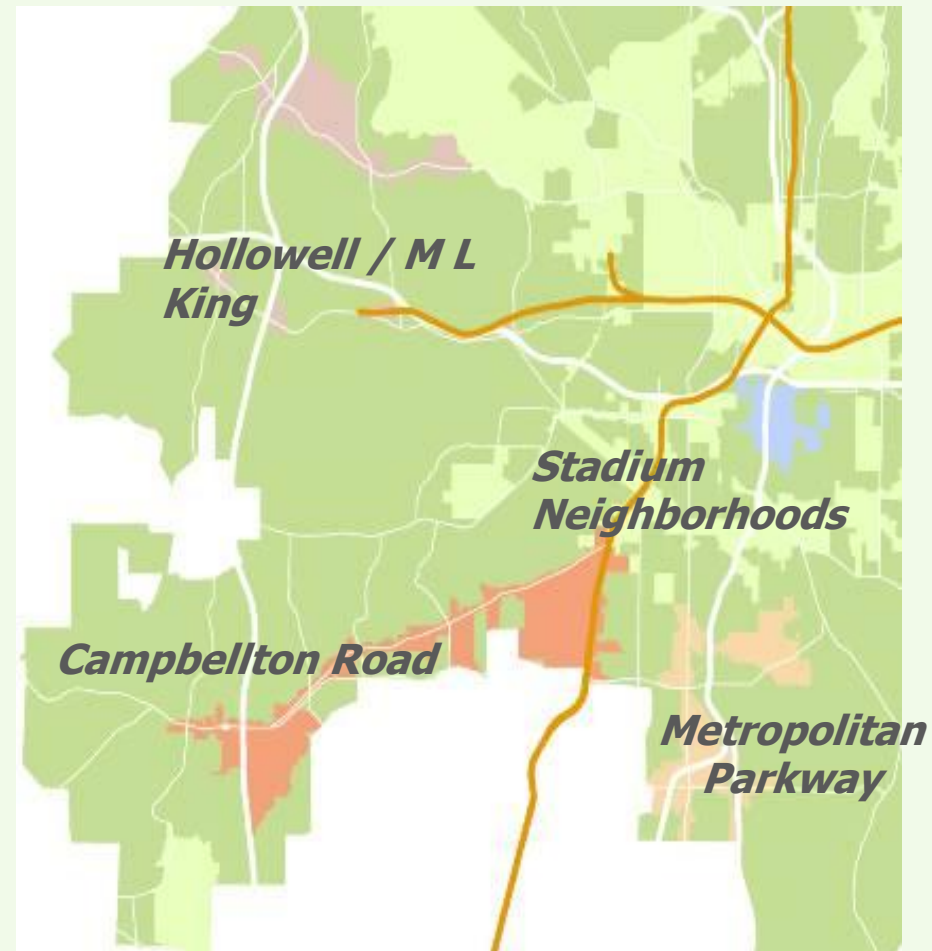 Hollowell / M L
King
Stadium
Neighborhoods
Campbellton Road
Metropolitan
Parkway